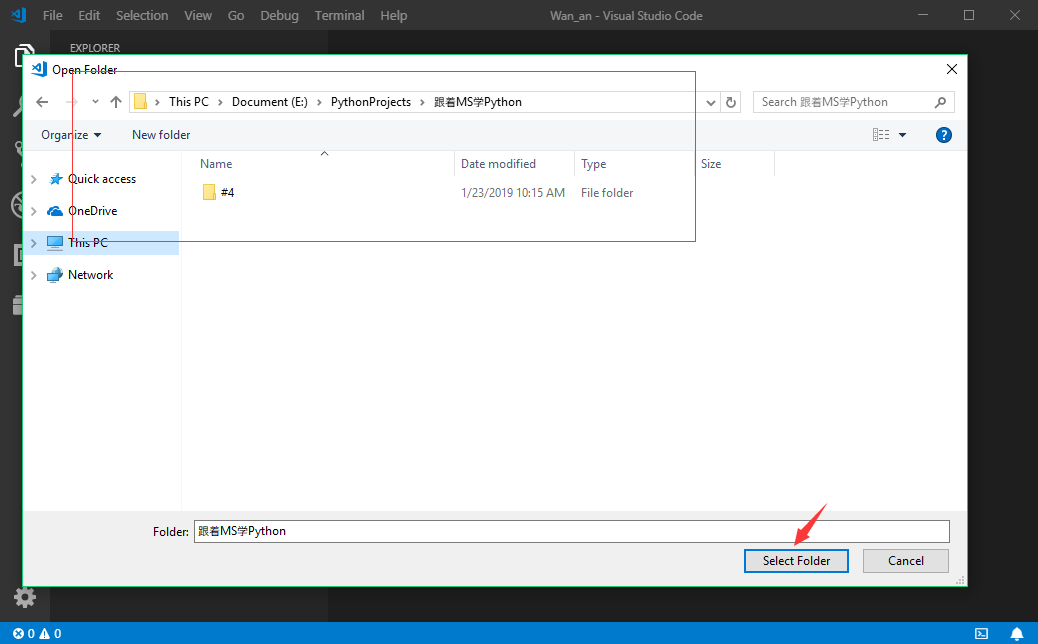 File Edit Selection View Go Debug Terminal Help Wan_an - Visual Studio Code
EXPLORER
Open Folder
This PC > Document (E:) > PythonProjects > 跟着MS学Python
Search 跟着MS学Python
Organize New folder
Name Date modified Type Size
#4 1/23/2019 10:15 AM File folder
Quick access
OneDrive
This PC
Network
Folder: 跟着MS学Python
Select Folder Cancel
0 0